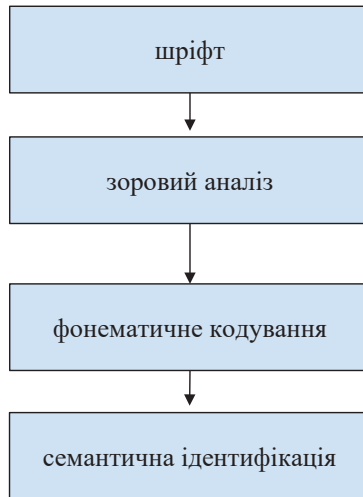 шріфт
зоровий аналіз
фонематичне кодування
семантична ідентифікація